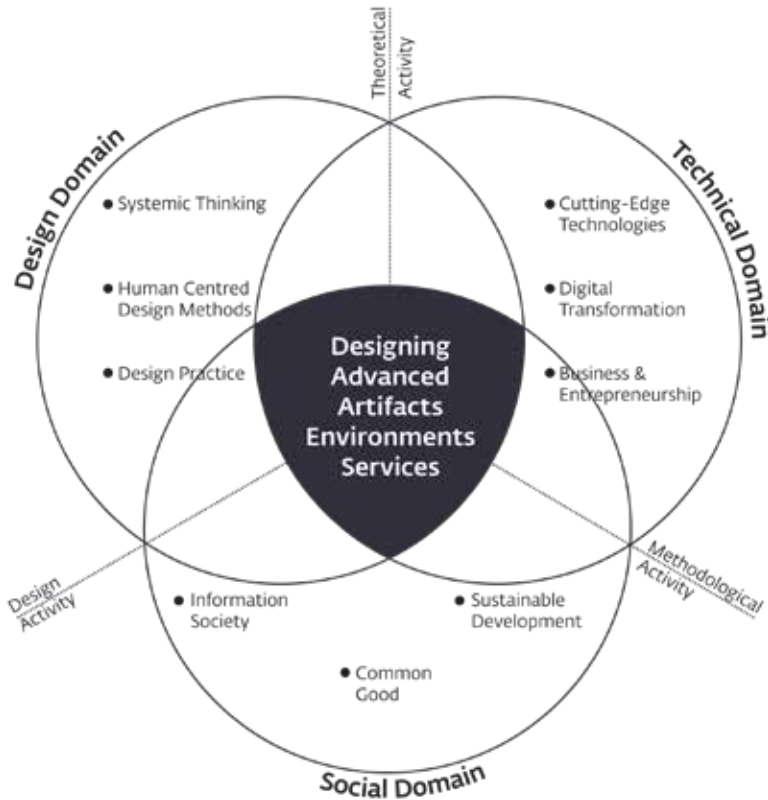 Theoretical
Activity
Design Domain
Technical Domain
Systemic Thinking
Human Centred
Design Methods
Design Practice
Cutting-Edge
Technologies
Digital
Transformation
Business &
Entrepreneurship
Designing
Advanced
Artifacts
Environments
Services
Design
Activity
Methodological
Activity
Information
Society
Sustainable
Development
Common
Good
Social Domain